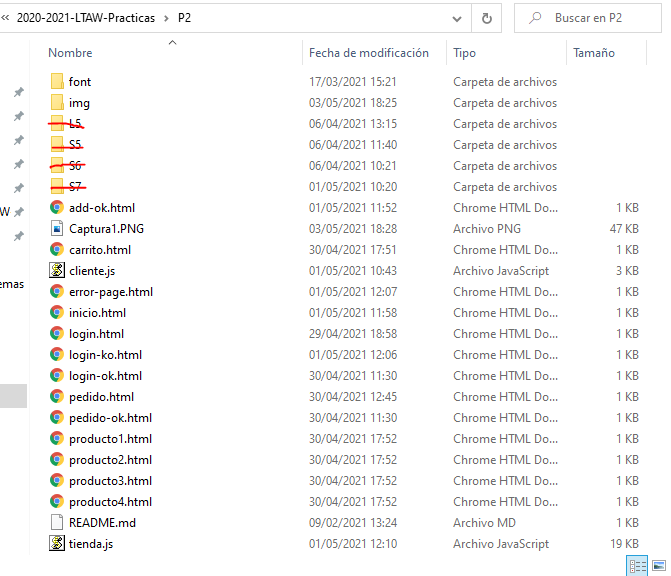 « 2020-2021-LTAW-Practicas > P2 Buscar en P2
Nombre Fecha de modificación Tipo Tamaño
font 17/03/2021 15:21 Carpeta de archivos
img 03/05/2021 18:25 Carpeta de archivos
L5 06/04/2021 13:15 Carpeta de archivos
S5 06/04/2021 11:40 Carpeta de archivos
S6 06/04/2021 10:21 Carpeta de archivos
S7 01/05/2021 10:20 Carpeta de archivos
add-ok.html 01/05/2021 11:52 Chrome HTML Do... 1 KB
W Captura1.PNG 03/05/2021 18:28 Archivo PNG 47 KB
carrito.html 30/04/2021 17:51 Chrome HTML Do... 1 KB
emas cliente.js 01/05/2021 10:43 Archivo JavaScript 3 KB
error-page.html 01/05/2021 12:07 Chrome HTML Do... 1 KB
inicio.html 01/05/2021 11:58 Chrome HTML Do... 1 KB
login.html 29/04/2021 18:58 Chrome HTML Do... 1 KB
login-ko.html 01/05/2021 12:06 Chrome HTML Do... 1 KB
login-ok.html 30/04/2021 11:30 Chrome HTML Do... 1 KB
pedido.html 30/04/2021 12:45 Chrome HTML Do... 1 KB
pedido-ok.html 30/04/2021 11:30 Chrome HTML Do... 1 KB
producto1.html 30/04/2021 17:52 Chrome HTML Do... 1 KB
producto2.html 30/04/2021 17:52 Chrome HTML Do... 1 KB
producto3.html 30/04/2021 17:52 Chrome HTML Do... 1 KB
producto4.html 30/04/2021 17:52 Chrome HTML Do... 1 KB
README.md 09/02/2021 13:24 Archivo MD 1 KB
tienda.js 01/05/2021 12:10 Archivo JavaScript 19 KB